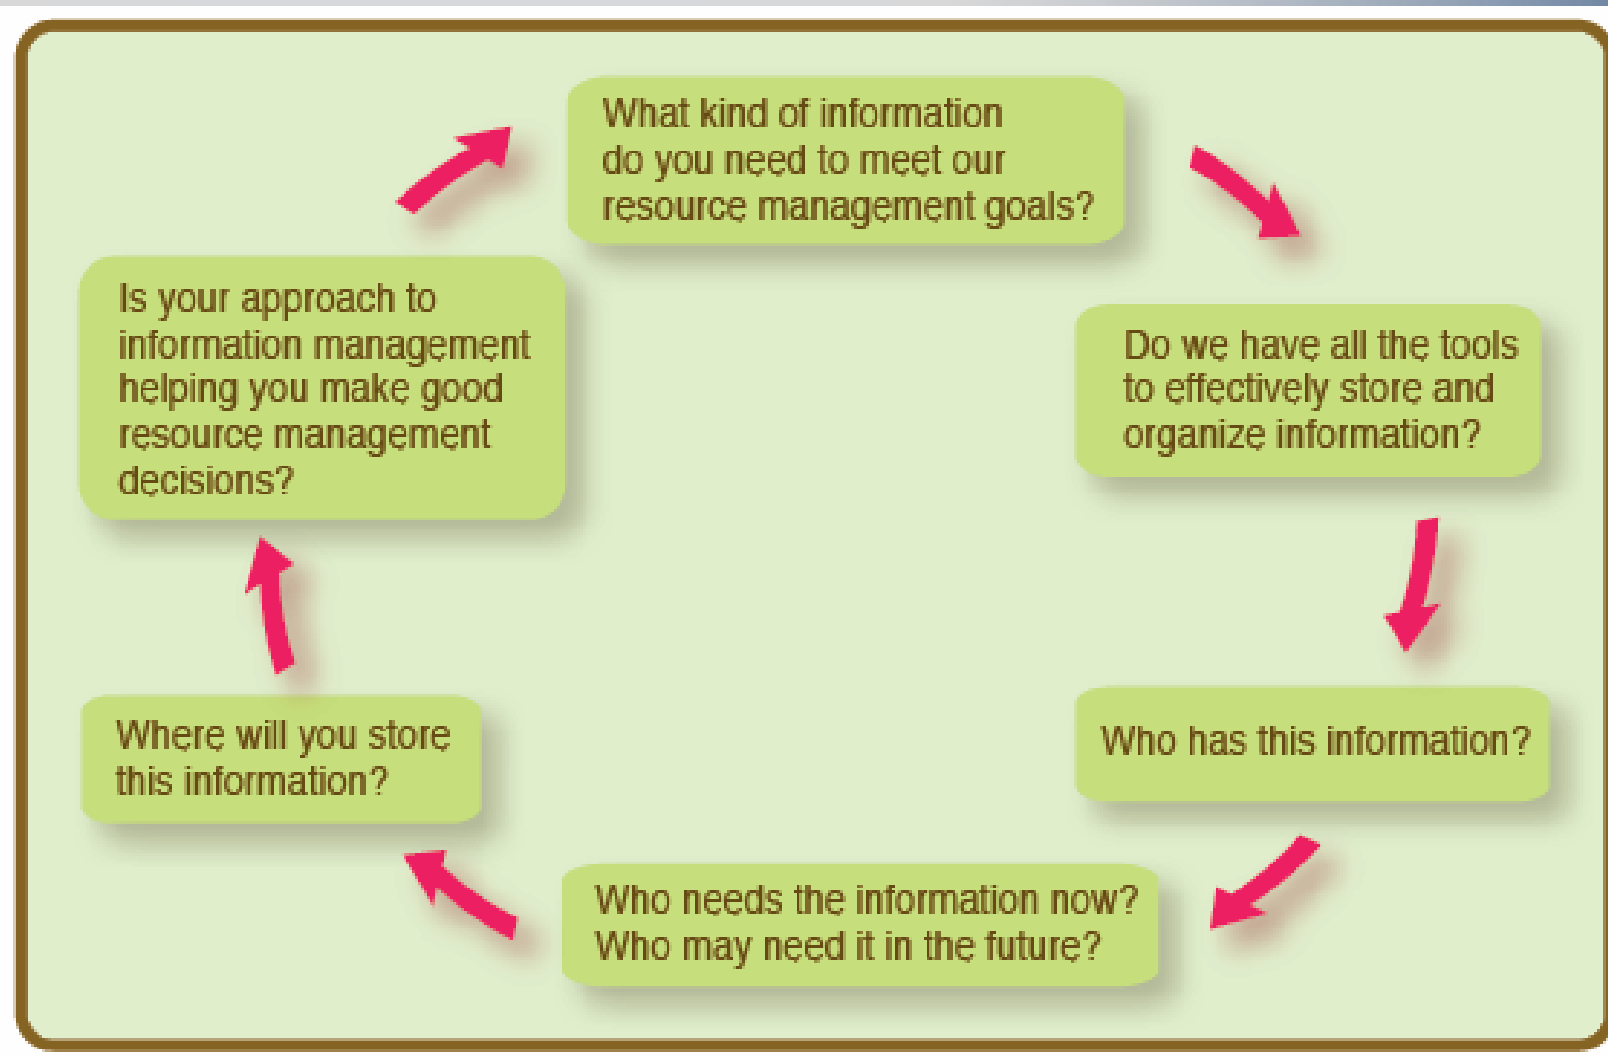 What kind of information
do you need to meet our
resource management goals?
Do we have all the tools
to effectively store and
organize information?
Who has this information?
Who needs the information now?
Who may need it in the future?
Where will you store
this information?
Is your approach to
information management
helping you make good
resource management
decisions?